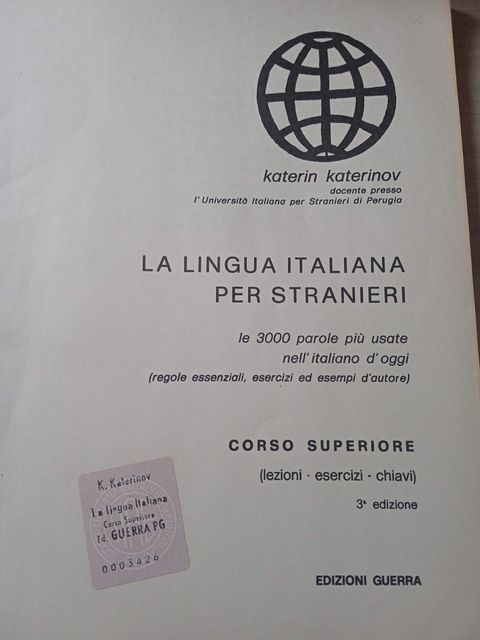 katerin katerinov
docente presso
l'Università Italiana per Stranieri di Perugia
LA LINGUA ITALIANA
PER STRANIERI
le 3000 parole più usate
nell'italiano d'oggi
(regole essenziali, esercizi ed esempi d'autore)
CORSO SUPERIORE
(lezioni - esercizi - chiavi)
3ª edizione
K. Katerinov
La lingua Italiana
Corso Superiore
Ed. GUERRA PG
0003426
EDIZIONI GUERRA